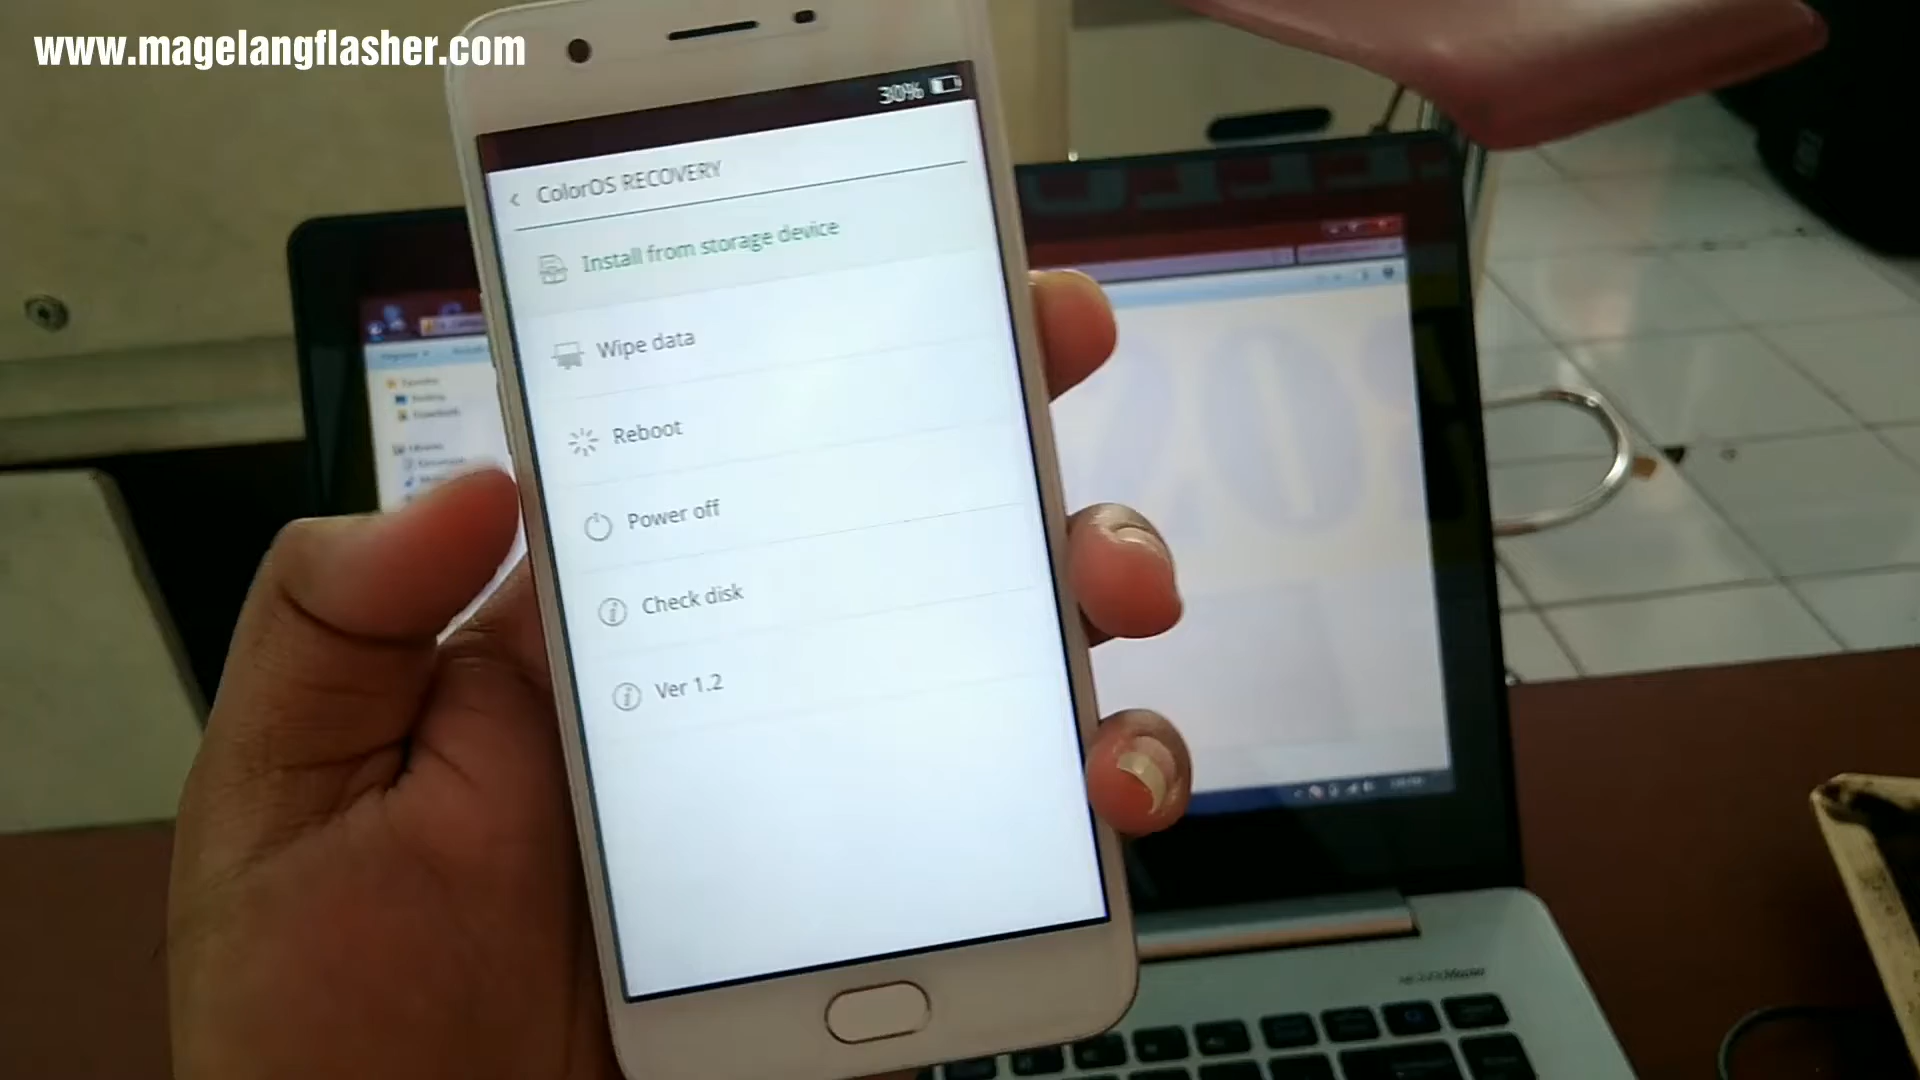 www.magelangflasher.com
30%
< ColorOS RECOVERY
Install from storage device
Wipe data
Reboot
Power off
Check disk
Ver 1.2